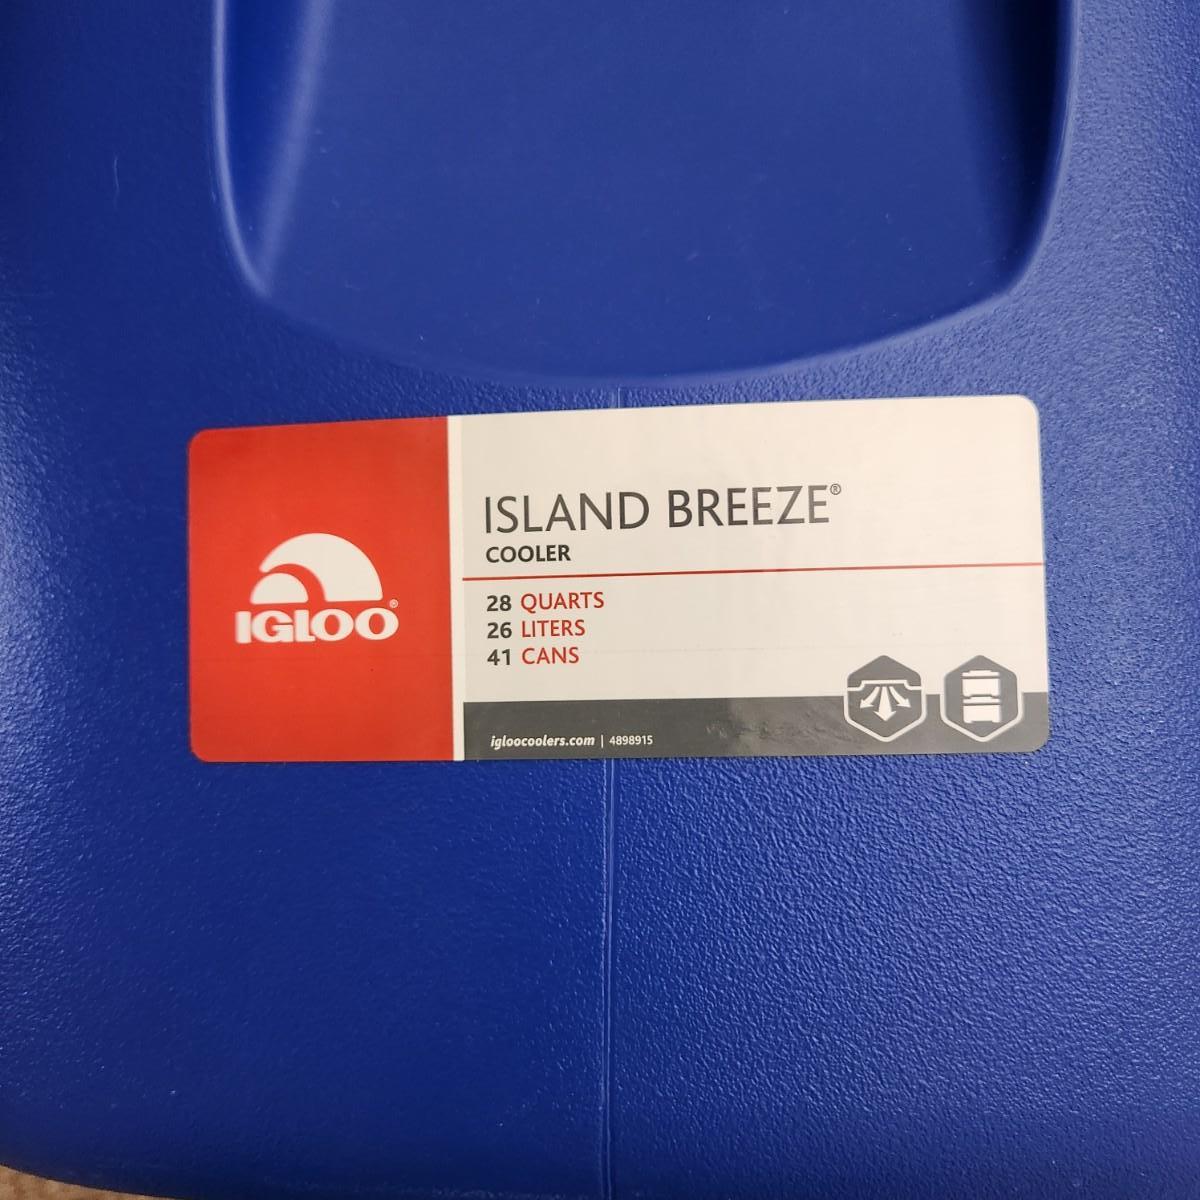 IGLOO®
ISLAND BREEZE®
COOLER
28 QUARTS
26 LITERS
41 CANS
igloocoolers.com | 4898915